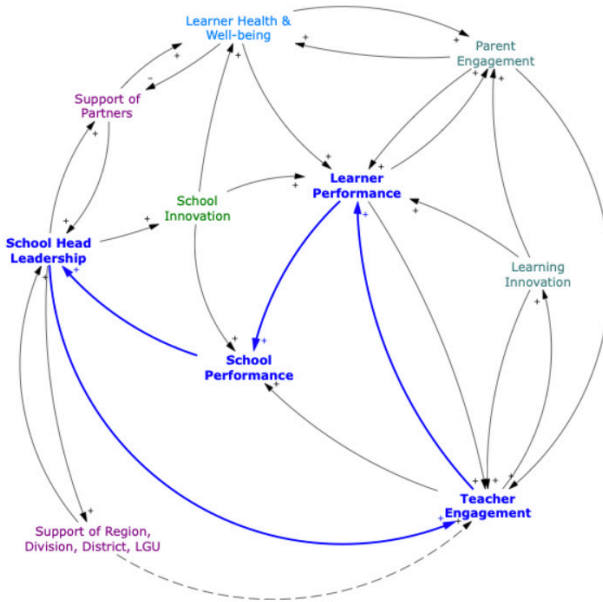 Learner Health &
Well-being
Parent
Engagement
Support of
Partners
Learner
Performance
School
Innovation
School Head
Leadership
Learning
Innovation
School
Performance
Teacher
Engagement
Support of Region,
Division, District, LGU